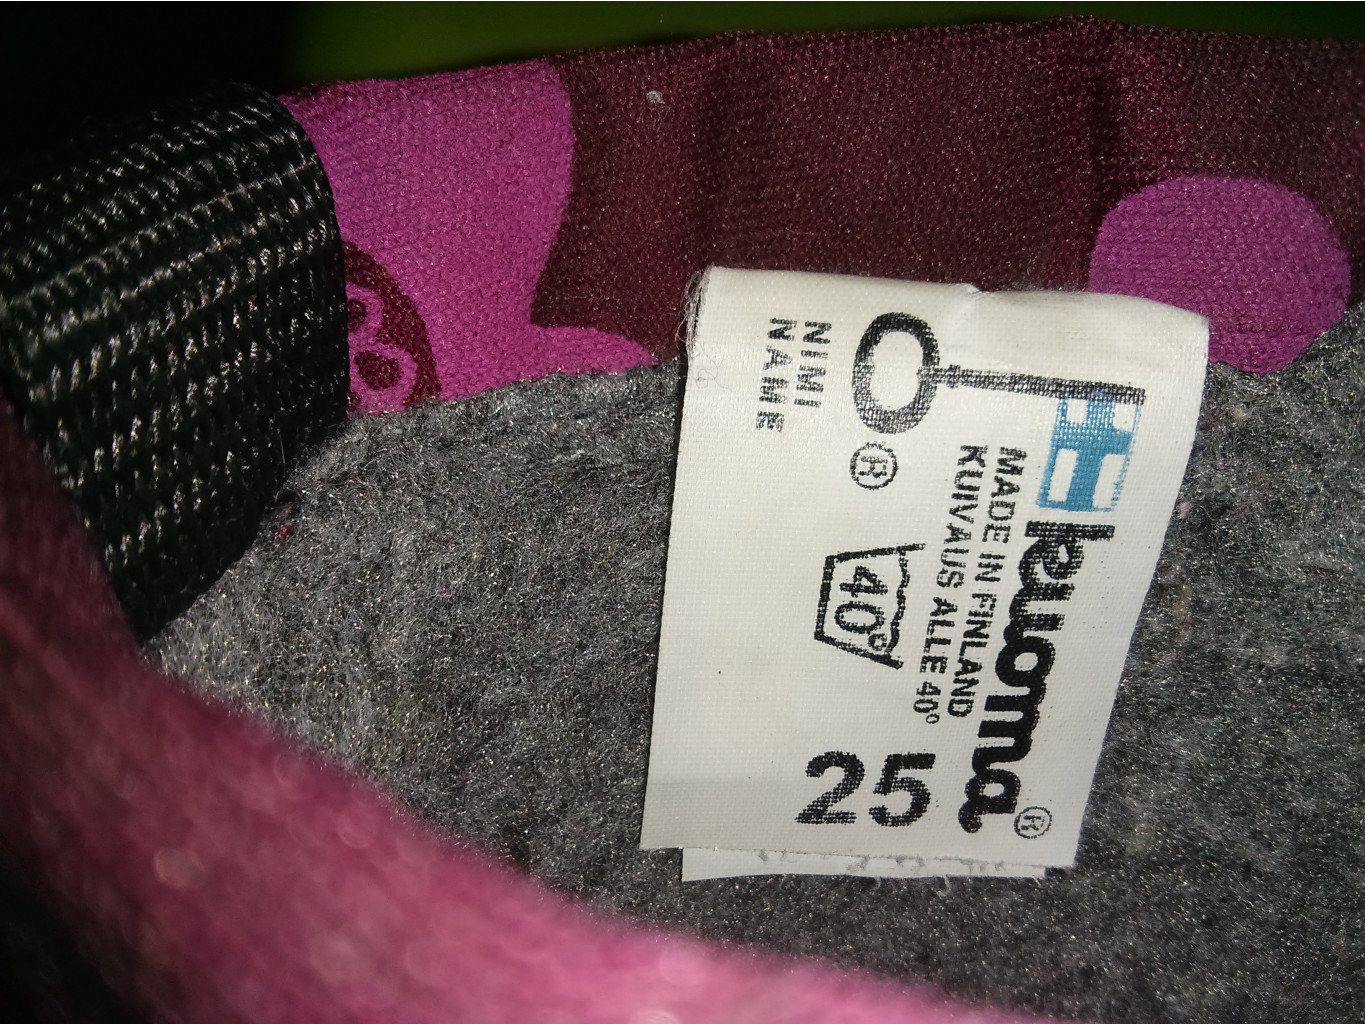 kuoma®
MADE IN FINLAND
KUIVAUS ALLE 40°
®
40°
25
NIMI
NAME